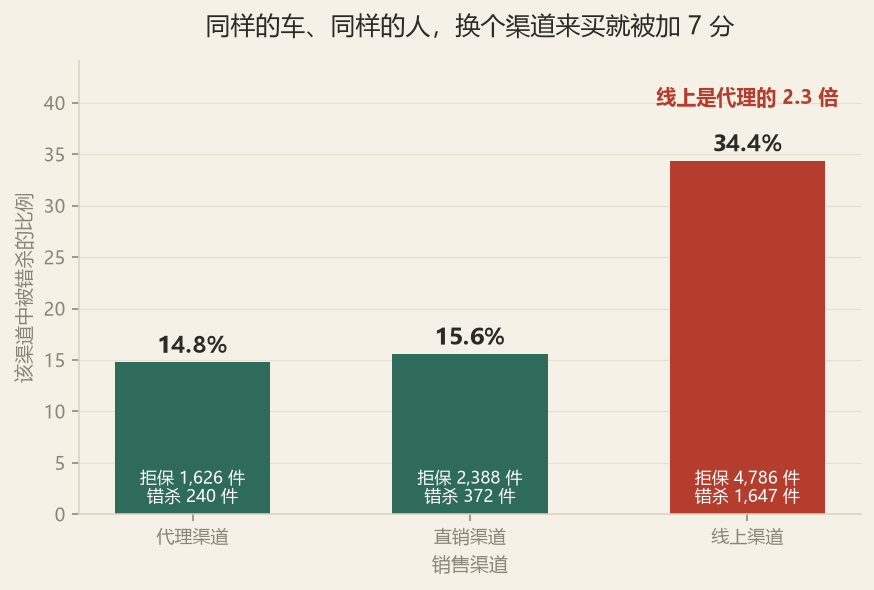 同样的车、同样的人，换个渠道来买就被加 7 分
线上是代理的 2.3 倍
该渠道中被错杀的比例
40
35
30
25
20
15
10
5
0
14.8%
15.6%
34.4%
拒保 1,626 件
错杀 240 件
拒保 2,388 件
错杀 372 件
拒保 4,786 件
错杀 1,647 件
代理渠道
直销渠道
线上渠道
销售渠道